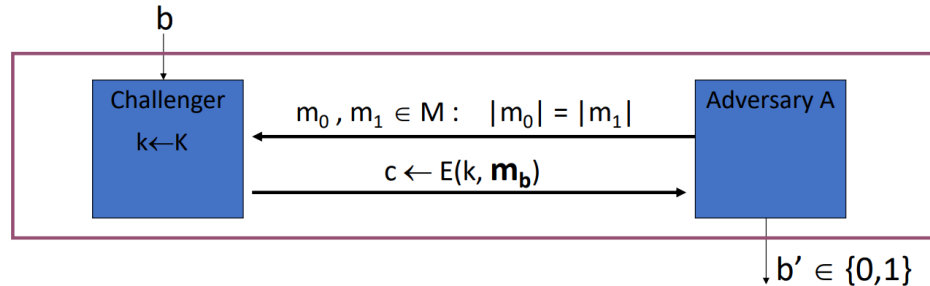 b
Challenger
k←K
m₀ , m₁ ∈ M : |m₀| = |m₁|
c ← E(k, m_b)
Adversary A
b’ ∈ {0,1}